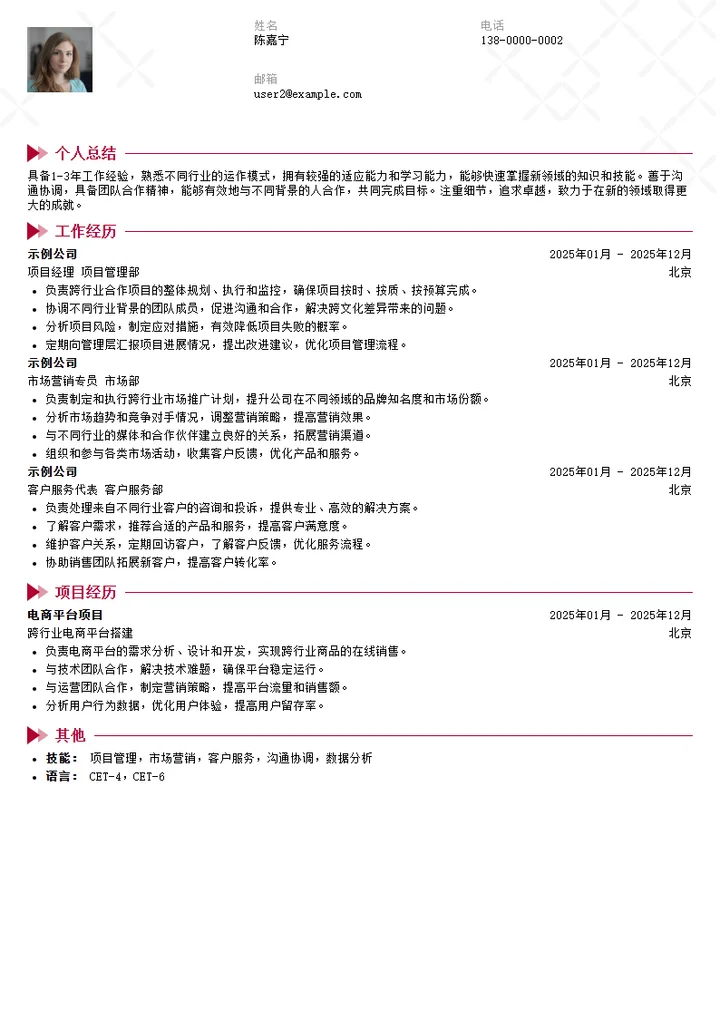 姓名
陈嘉宁
电话
138-0000-0002
邮箱
user2@example.com
个人总结
具备1-3年工作经验，熟悉不同行业的运作模式，拥有较强的适应能力和学习能力，能够快速掌握新领域的知识和技能。善于沟
通协调，具备团队合作精神，能够有效地与不同背景的人合作，共同完成目标。注重细节，追求卓越，致力于在新的领域取得更
大的成就。
工作经历
示例公司 2025年01月 - 2025年12月
项目经理 项目管理部 北京
• 负责跨行业合作项目的整体规划、执行和监控，确保项目按时、按质、按预算完成。
• 协调不同行业背景的团队成员，促进沟通和合作，解决跨文化差异带来的问题。
• 分析项目风险，制定应对措施，有效降低项目失败的概率。
• 定期向管理层汇报项目进展情况，提出改进建议，优化项目管理流程。
示例公司 2025年01月 - 2025年12月
市场营销专员 市场部 北京
• 负责制定和执行跨行业市场推广计划，提升公司在不同领域的品牌知名度和市场份额。
• 分析市场趋势和竞争对手情况，调整营销策略，提高营销效果。
• 与不同行业的媒体和合作伙伴建立良好的关系，拓展营销渠道。
• 组织和参与各类市场活动，收集客户反馈，优化产品和服务。
示例公司 2025年01月 - 2025年12月
客户服务代表 客户服务部 北京
• 负责处理来自不同行业客户的咨询和投诉，提供专业、高效的解决方案。
• 了解客户需求，推荐合适的产品和服务，提高客户满意度。
• 维护客户关系，定期回访客户，了解客户反馈，优化服务流程。
• 协助销售团队拓展新客户，提高客户转化率。
项目经历
电商平台项目 2025年01月 - 2025年12月
跨行业电商平台搭建 北京
• 负责电商平台的需求分析、设计和开发，实现跨行业商品的在线销售。
• 与技术团队合作，解决技术难题，确保平台稳定运行。
• 与运营团队合作，制定营销策略，提高平台流量和销售额。
• 分析用户行为数据，优化用户体验，提高用户留存率。
其他
• 技能： 项目管理，市场营销，客户服务，沟通协调，数据分析
• 语言： CET-4，CET-6